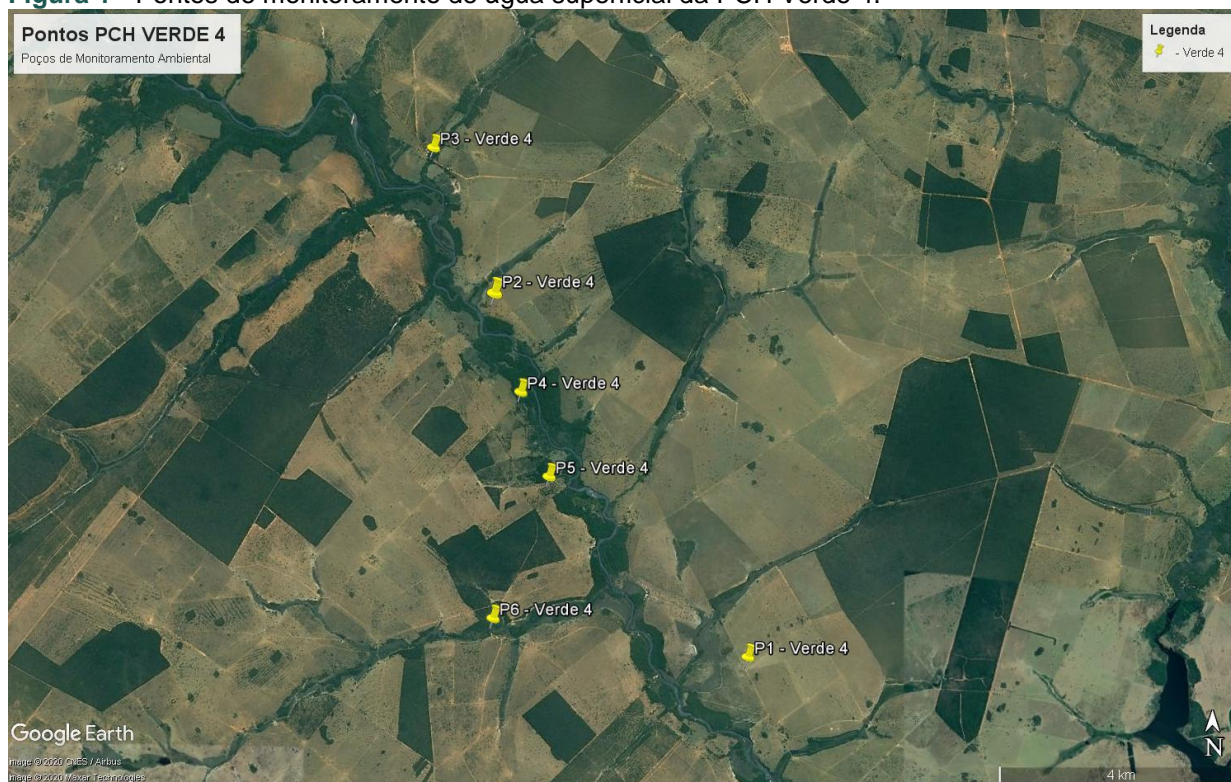 Pontos PCH VERDE 4
Poços de Monitoramento Ambiental
Legenda
- Verde 4
P3 - Verde 4
P2 - Verde 4
P4 - Verde 4
P5 - Verde 4
P6 - Verde 4
P1 - Verde 4
Google Earth
Image © 2020 CNES / Airbus
Image © 2020 Maxar Technologies
N
4 km